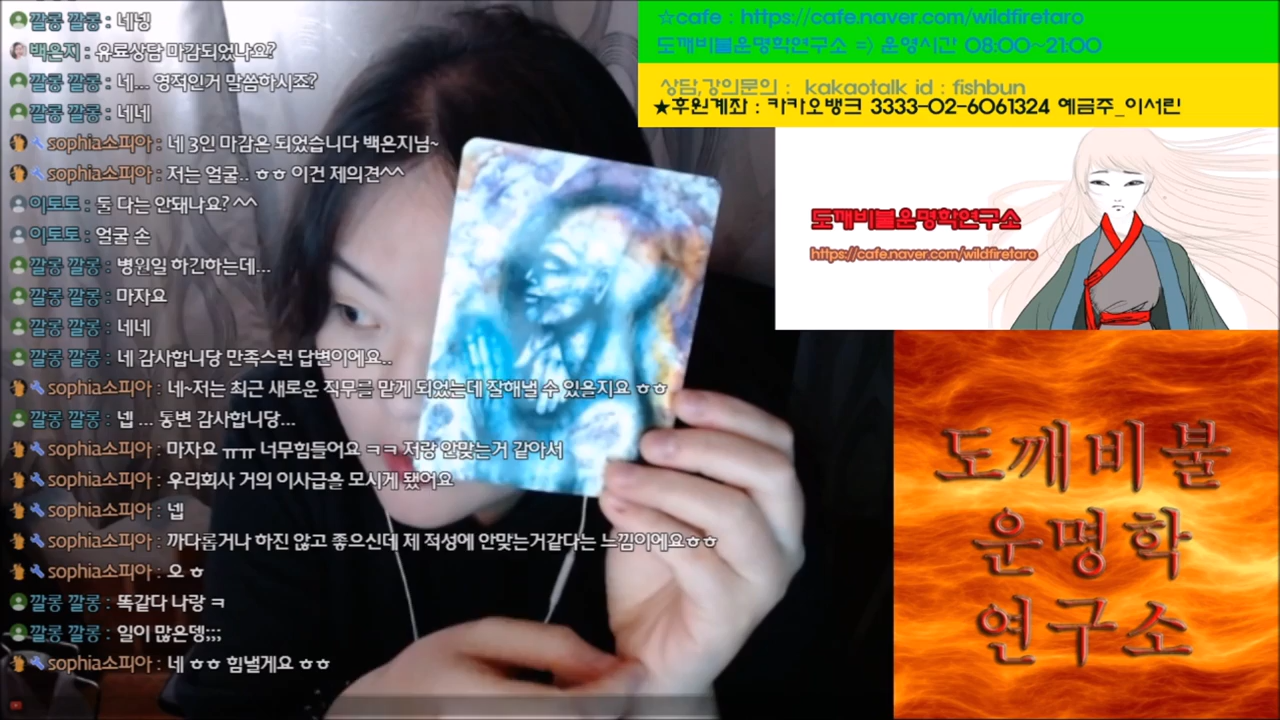 깔롱 깔롱 : 네넹
백은지 : 유료상담 마감되었나요?
깔롱 깔롱 : 네... 영적인거 말씀하시죠?
깔롱 깔롱 : 네네
sophia소피아 : 네 3인 마감은 되었습니다 백은지님~
sophia소피아 : 저는 얼굴.. ㅎㅎ 이건 제의견^^
이토토 : 둘 다는 안돼나요? ^^
이토토 : 얼굴 손
깔롱 깔롱 : 병원일 하긴하는데...
깔롱 깔롱 : 마자요
깔롱 깔롱 : 네네
깔롱 깔롱 : 네 감사합니당 만족스런 답변이에요..
sophia소피아 : 네~저는 최근 새로운 직무를 맡게 되었는데 잘해낼 수 있을지요 ㅎㅎ
깔롱 깔롱 : 넵 ... 통변 감사합니당...
sophia소피아 : 마자요 ㅠㅠ 너무힘들어요 ㅋㅋ 저랑 안맞는거 같아서
sophia소피아 : 우리회사 거의 이사급을 모시게 됐어요
sophia소피아 : 넵
sophia소피아 : 까다롭거나 하진 않고 좋으신데 제 적성에 안맞는거같다는 느낌이에요ㅎㅎ
sophia소피아 : 오 ㅎ
깔롱 깔롱 : 똑같다 나랑 ㅋ
깔롱 깔롱 : 일이 많은뎅;;;
sophia소피아 : 네 ㅎㅎ 힘낼게요 ㅎㅎ
☆cafe : https://cafe.naver.com/wildfiretaro
도깨비불운명학연구소 => 운영시간 08:00~21:00
상담,강의문의 : kakaotalk id : fishbun
★후원계좌 : 카카오뱅크 3333-02-6061324 예금주_이서린
도깨비불운명학연구소
https://cafe.naver.com/wildfiretaro
도깨비불
운명학
연구소